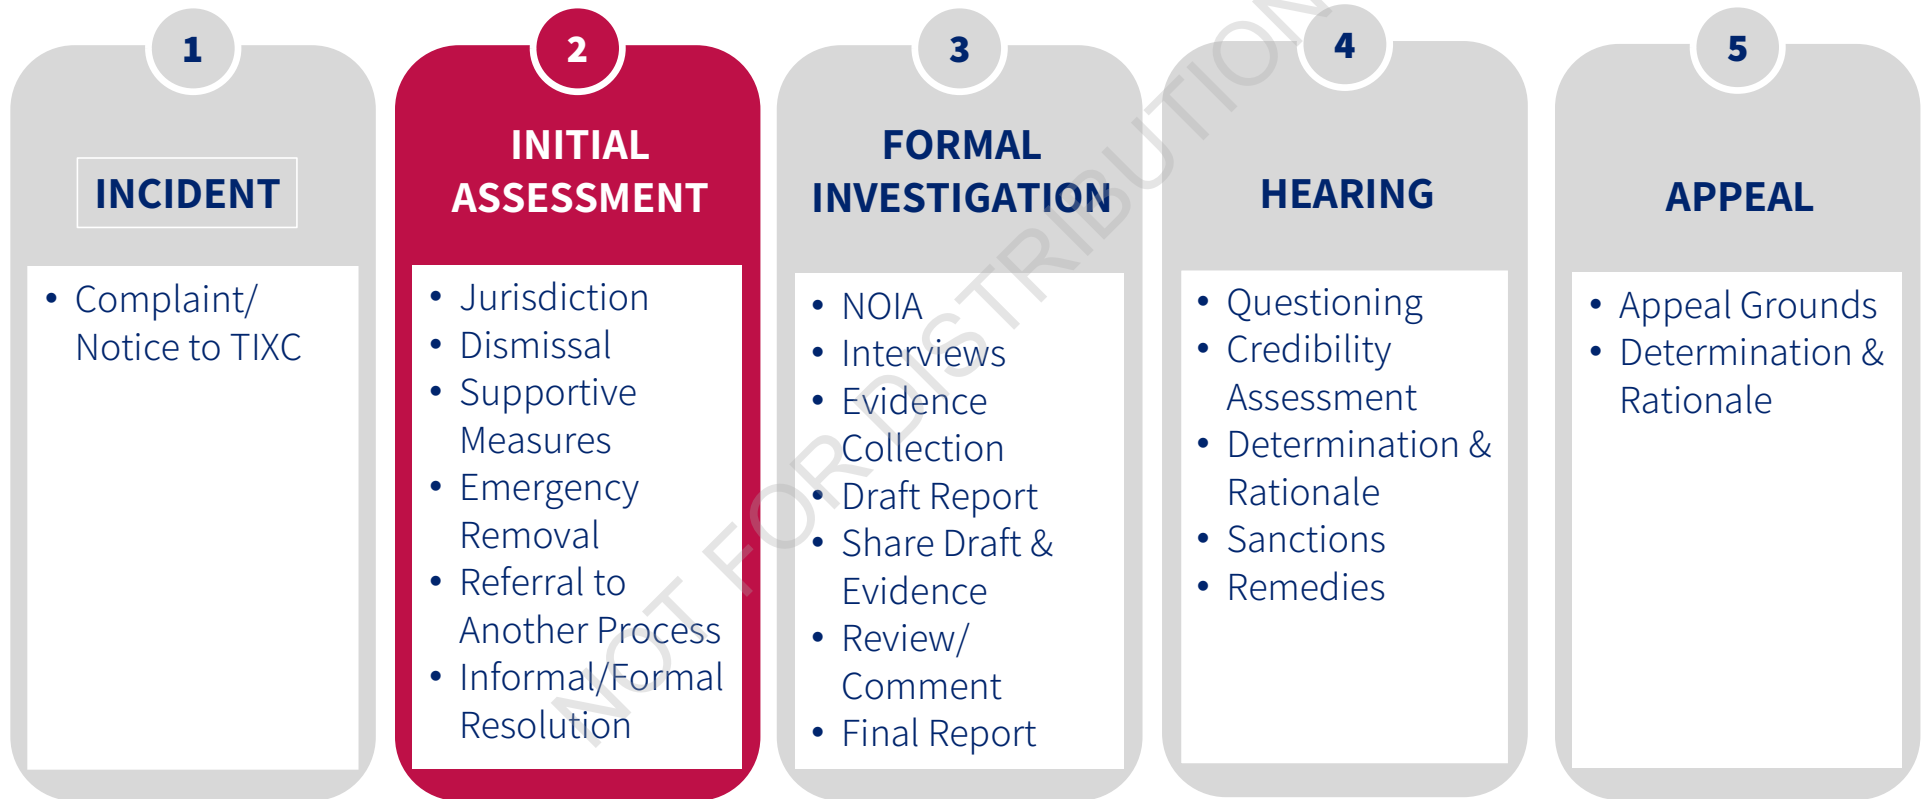 1
INCIDENT
• Complaint/
Notice to TIXC
2
INITIAL
ASSESSMENT
• Jurisdiction
• Dismissal
• Supportive
Measures
• Emergency
Removal
• Referral to
Another Process
• Informal/Formal
Resolution
3
FORMAL
INVESTIGATION
• NOIA
• Interviews
• Evidence
Collection
• Draft Report
• Share Draft &
Evidence
• Review/
Comment
• Final Report
4
HEARING
• Questioning
• Credibility
Assessment
• Determination &
Rationale
• Sanctions
• Remedies
5
APPEAL
• Appeal Grounds
• Determination &
Rationale
NOT FOR DISTRIBUTION